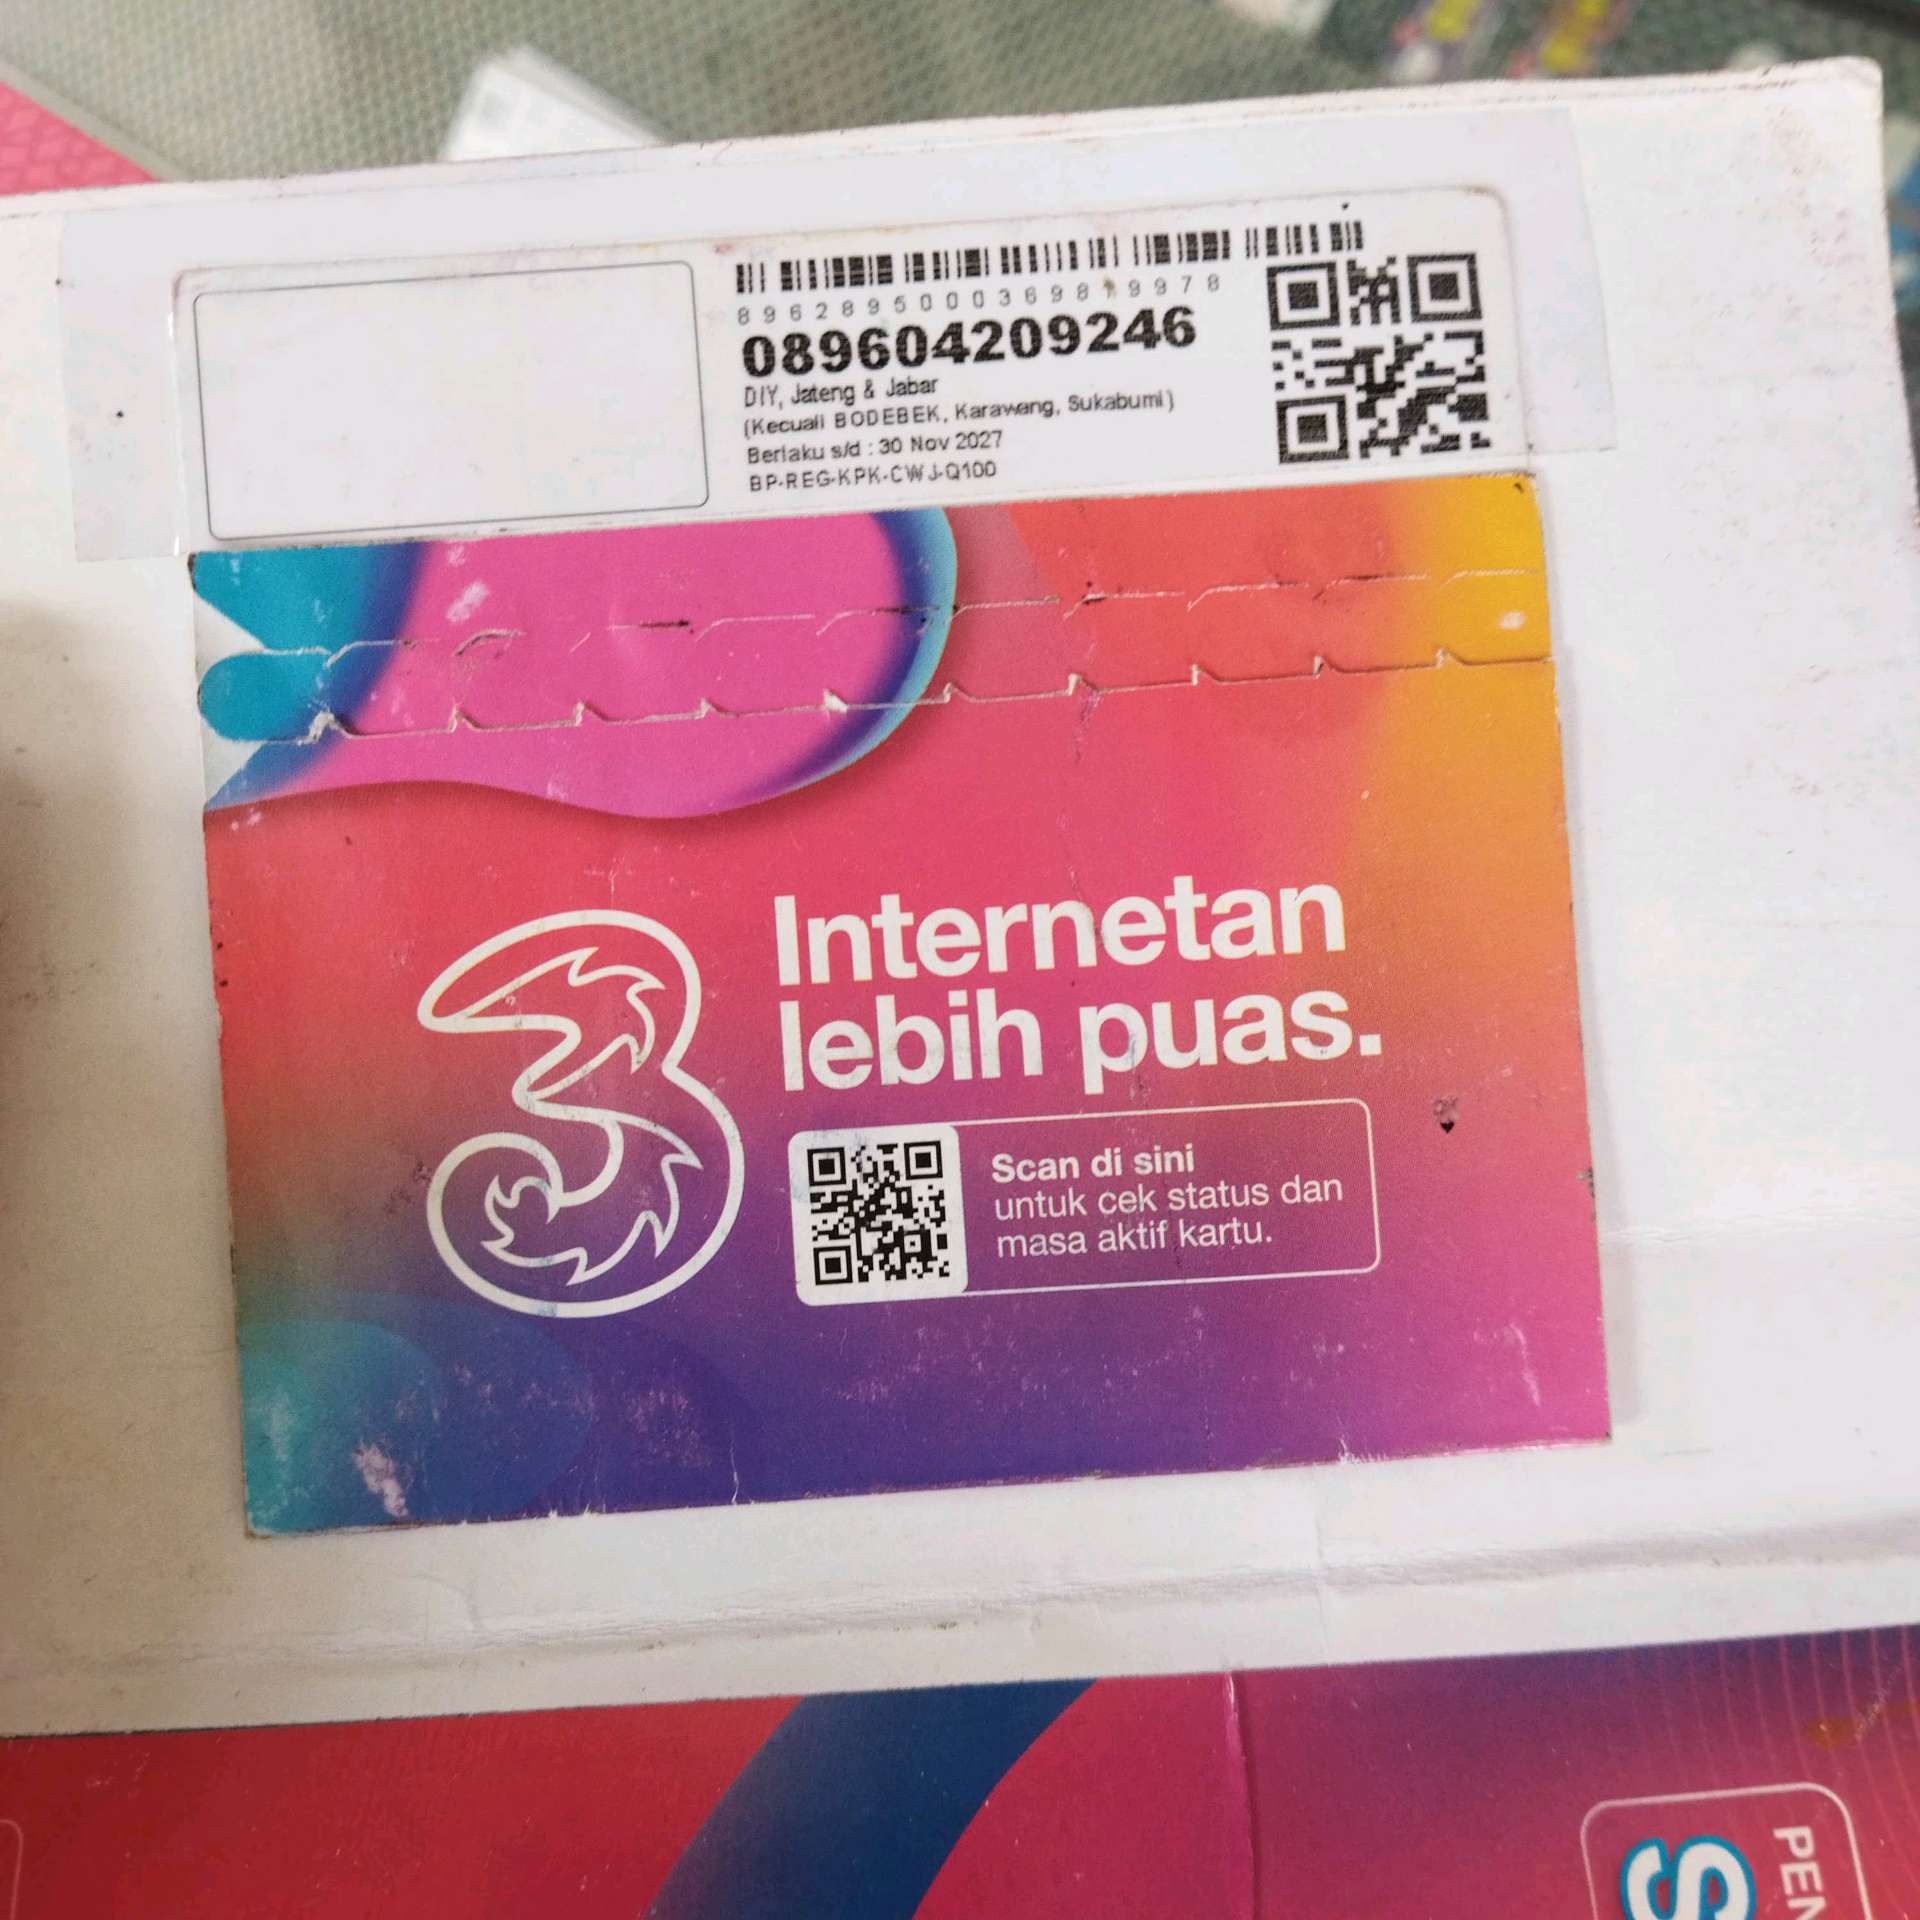 089604209246
DIY, Jateng & Jabar
(Kecuali BODEBEK, Karawang, Sukabumi)
Berlaku s/d : 30 Nov 2027
BP-REG-KPK-CWJ-Q100
3
Internetan
lebih puas.
Scan di sini
untuk cek status dan
masa aktif kartu.